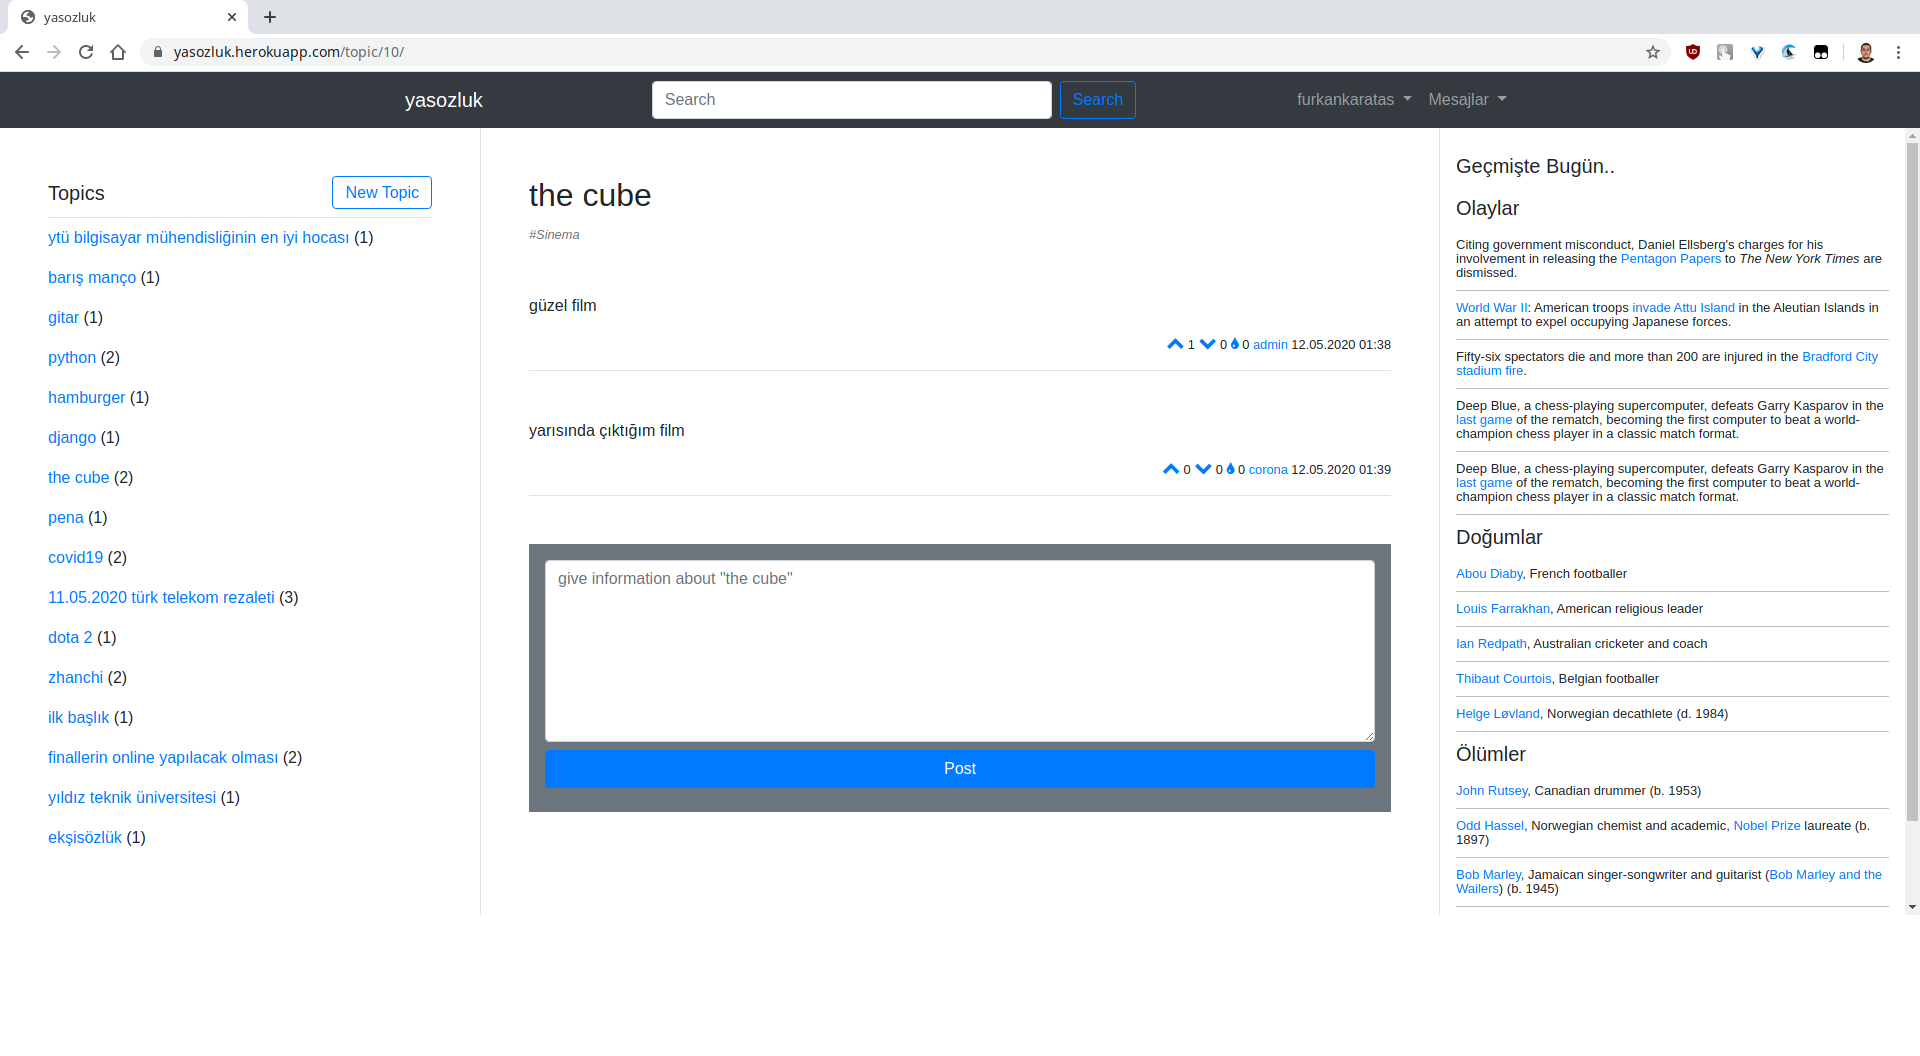 yasozluk
yasozluk.herokuapp.com/topic/10/
yasozluk
Search
Search
furkankaratas
Mesajlar
Topics
New Topic
ytü bilgisayar mühendisliğinin en iyi hocası (1)
barış manço (1)
gitar (1)
python (2)
hamburger (1)
django (1)
the cube (2)
pena (1)
covid19 (2)
11.05.2020 türk telekom rezaleti (3)
dota 2 (1)
zhanchi (2)
ilk başlık (1)
finallerin online yapılacak olması (2)
yıldız teknik üniversitesi (1)
ekşisözlük (1)
the cube
#Sinema
güzel film
1 0 0 admin 12.05.2020 01:38
yarısında çıktığım film
0 0 0 corona 12.05.2020 01:39
give information about "the cube"
Post
Geçmişte Bugün..
Olaylar
Citing government misconduct, Daniel Ellsberg's charges for his
involvement in releasing the Pentagon Papers to The New York Times are
dismissed.
World War II: American troops invade Attu Island in the Aleutian Islands in
an attempt to expel occupying Japanese forces.
Fifty-six spectators die and more than 200 are injured in the Bradford City
stadium fire.
Deep Blue, a chess-playing supercomputer, defeats Garry Kasparov in the
last game of the rematch, becoming the first computer to beat a world-
champion chess player in a classic match format.
Deep Blue, a chess-playing supercomputer, defeats Garry Kasparov in the
last game of the rematch, becoming the first computer to beat a world-
champion chess player in a classic match format.
Doğumlar
Abou Diaby, French footballer
Louis Farrakhan, American religious leader
Ian Redpath, Australian cricketer and coach
Thibaut Courtois, Belgian footballer
Helge Løvland, Norwegian decathlete (d. 1984)
Ölümler
John Rutsey, Canadian drummer (b. 1953)
Odd Hassel, Norwegian chemist and academic, Nobel Prize laureate (b.
1897)
Bob Marley, Jamaican singer-songwriter and guitarist (Bob Marley and the
Wailers) (b. 1945)